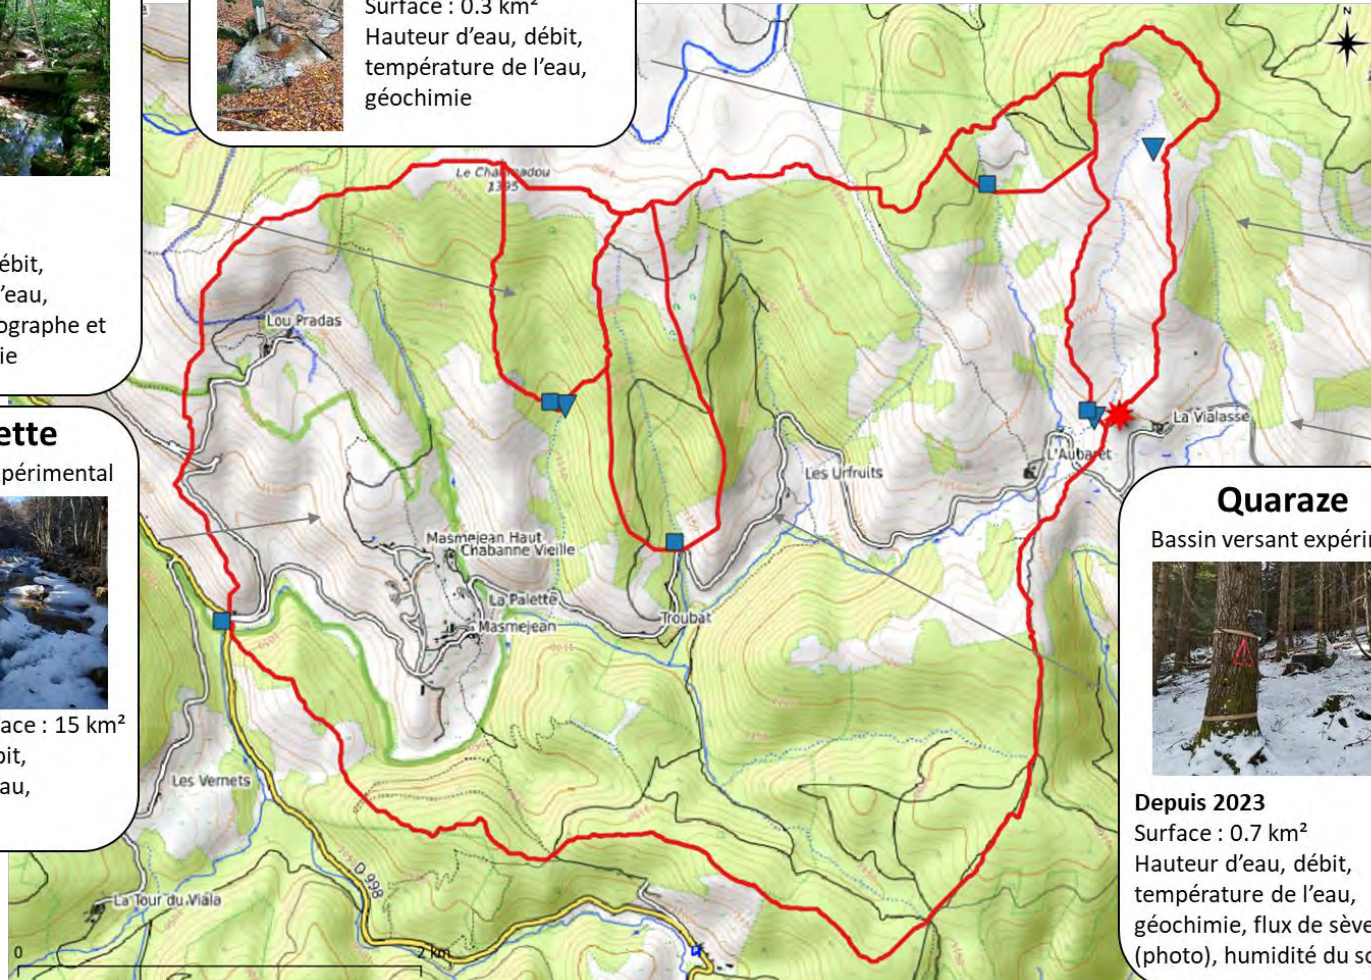 Surface : 0.3 km²
Hauteur d’eau, débit,
température de l’eau,
géochimie
N
Le Chammadou
1395
ébit,
’eau,
ographe et
ie
Lou Pradas
ette
périmental
ace : 15 km²
bit,
au,
La Vialasse
L'Aubaret
Les Urfruits
Masmejean Haut
Chabanne Vieille
La Palette
Masmejean
Troubat
Les Vernets
D 998
La Tour du Viala
0
2 km
Quaraze
Bassin versant expérim
Depuis 2023
Surface : 0.7 km²
Hauteur d’eau, débit,
température de l’eau,
géochimie, flux de sève
(photo), humidité du s